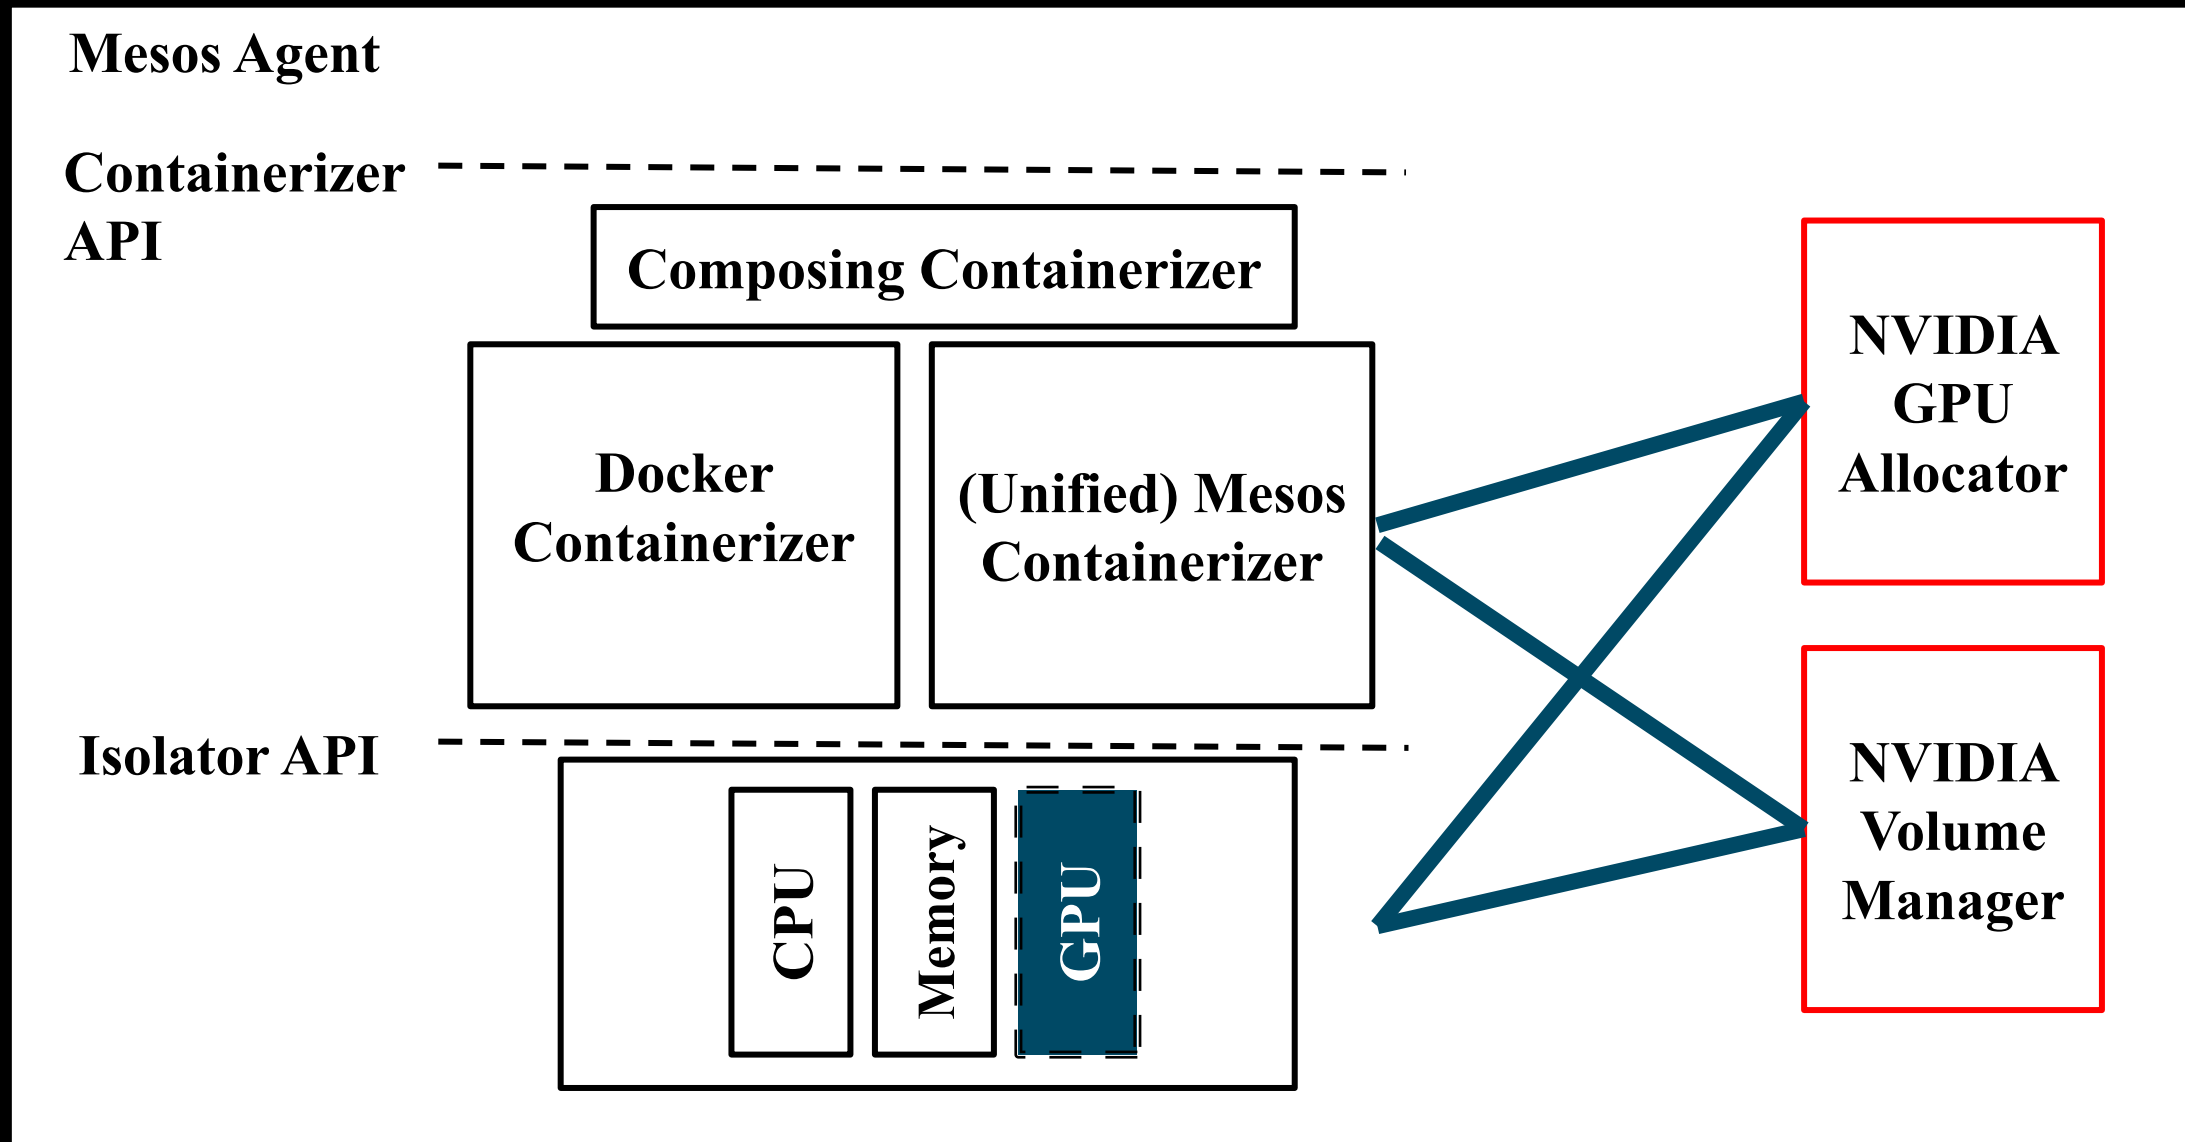 Mesos Agent
Containerizer
API
Composing Containerizer
Docker
Containerizer
(Unified) Mesos
Containerizer
NVIDIA
GPU
Allocator
Isolator API
CPU
Memory
GPU
NVIDIA
Volume
Manager